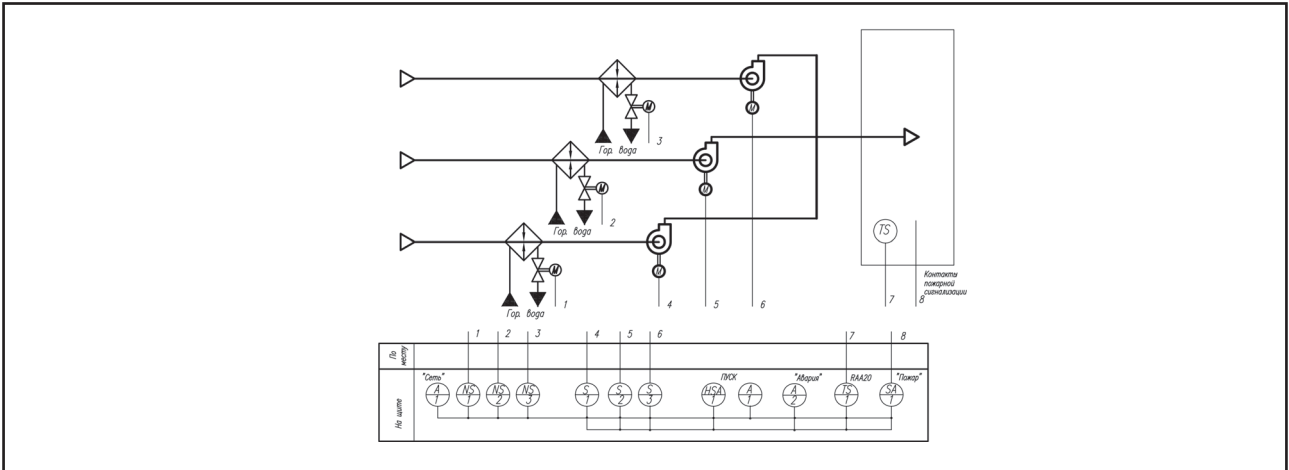 М
3
Гор. вода
М
2
Гор. вода
TS
М
Контакты
пожарной
сигнализации
М
1
Гор. вода
М
4
5
6
7
8
М
1
2
3
4
5
6
7
8
По
месту
"Сеть"
ПУСК
"Авария"
RAA20
"Пожар"
На щите
A
1
NS
1
NS
2
NS
3
S
1
S
2
S
3
HSA
1
A
1
A
2
TS
1
SA
1